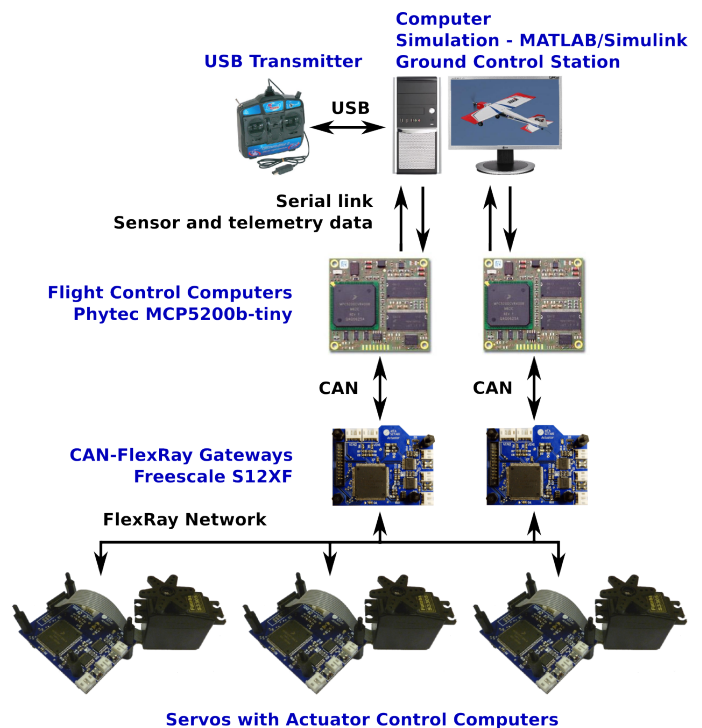 Computer
Simulation - MATLAB/Simulink
Ground Control Station
USB Transmitter
USB
Serial link
Sensor and telemetry data
Flight Control Computers
Phytec MCP5200b-tiny
CAN
CAN
CAN-FlexRay Gateways
Freescale S12XF
FlexRay Network
Servos with Actuator Control Computers